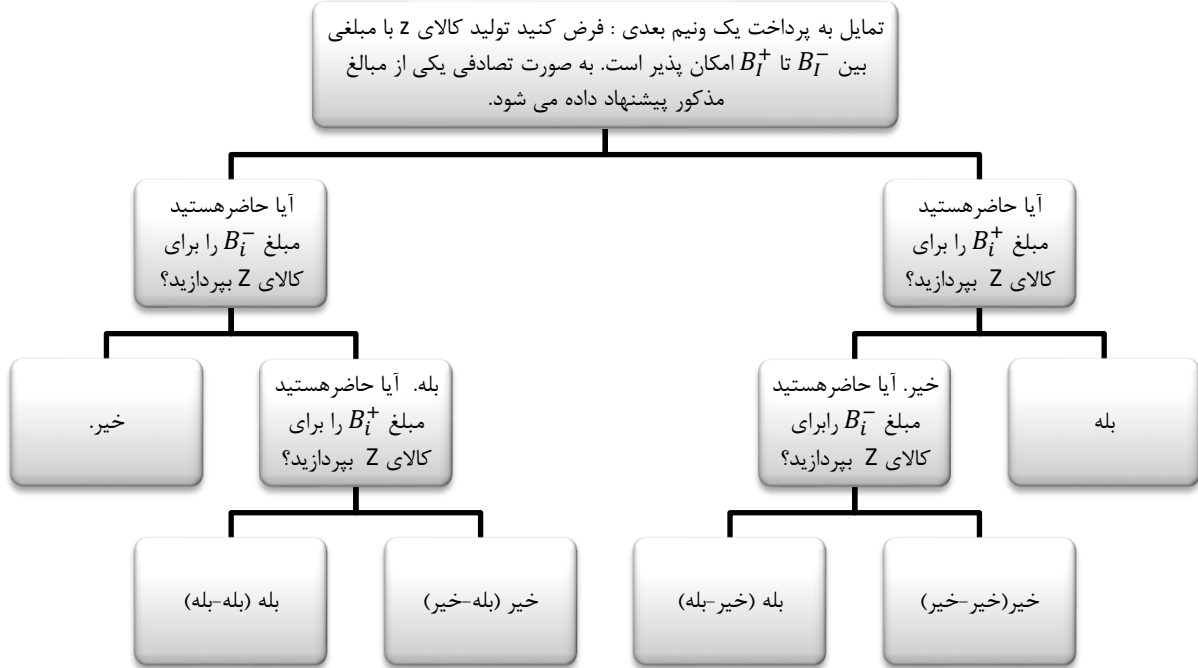 تمایل به پرداخت یک ونیم بعدی : فرض کنید تولید کالای z با مبلغی
بین $B_I^-$ تا $B_I^+$ امکان پذیر است. به صورت تصادفی یکی از مبالغ
مذکور پیشنهاد داده می شود.
آیا حاضرهستید
مبلغ $B_i^+$ را برای
کالای Z بپردازید؟
آیا حاضرهستید
مبلغ $B_i^-$ را برای
کالای Z بپردازید؟
بله
خیر. آیا حاضرهستید
مبلغ $B_i^-$ رابرای
کالای Z بپردازید؟
بله. آیا حاضرهستید
مبلغ $B_i^+$ را برای
کالای Z بپردازید؟
خیر.
خیر(خیر-خیر)
بله (خیر-بله)
خیر (بله-خیر)
بله (بله-بله)